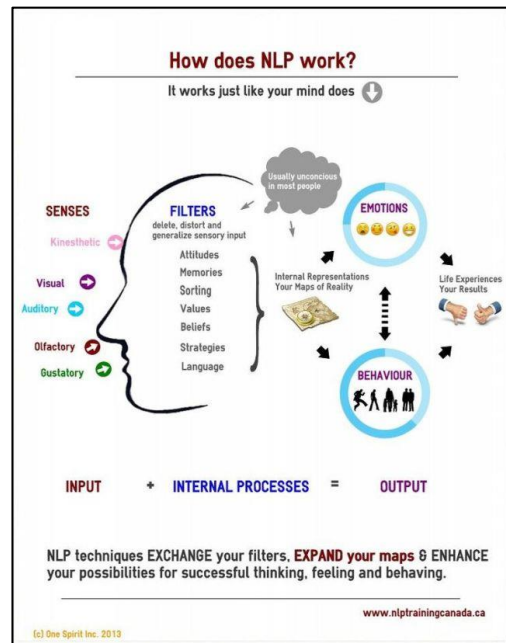 How does NLP work?
It works just like your mind does
Usually unconcious
in most people
SENSES
Kinesthetic
Visual
Auditory
Olfactory
Gustatory
FILTERS
delete, distort and
generalize sensory input
Attitudes
Memories
Sorting
Values
Beliefs
Strategies
Language
Internal Representations
Your Maps of Reality
EMOTIONS
BEHAVIOUR
Life Experiences
Your Results
INPUT + INTERNAL PROCESSES = OUTPUT
NLP techniques EXCHANGE your filters, EXPAND your maps & ENHANCE
your possibilities for successful thinking, feeling and behaving.
www.nlptrainingcanada.ca
(c) One Spirit Inc. 2013